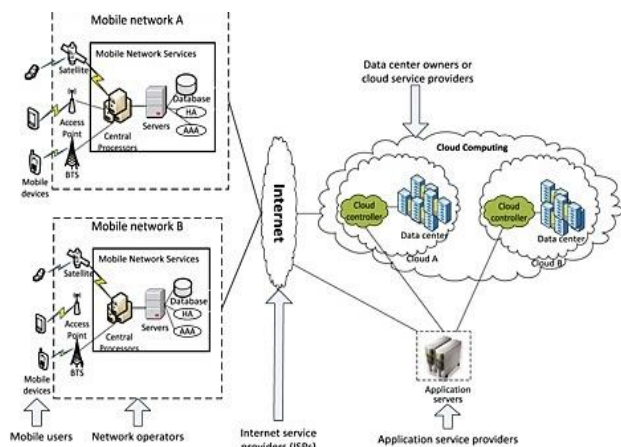 Mobile network A
Mobile Network Services
Satellite
Database
HA
AAA
Access
Point
Central
Processors
Servers
BTS
Mobile
devices
Mobile network B
Mobile Network Services
Satellite
Database
HA
AAA
Access
Point
Servers
Central
Processors
BTS
Mobile
devices
Mobile users
Network operators
Internet
Internet service
providers (ISPs)
Data center owners or
cloud service providers
Cloud Computing
Cloud
controller
Data center
Cloud A
Cloud
controller
Data center
Cloud B
Application
servers
Application service providers